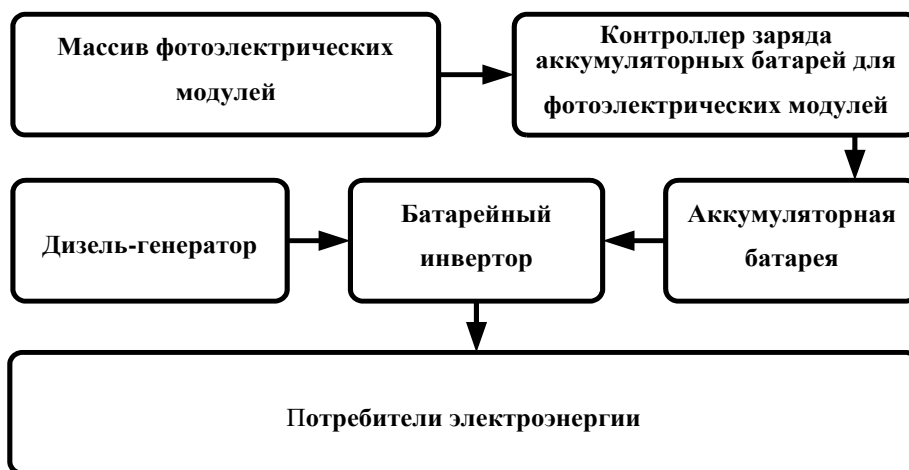 Массив фотоэлектрических
модулей
Контроллер заряда
аккумуляторных батарей для
фотоэлектрических модулей
Дизель-генератор
Батарейный
инвертор
Аккумуляторная
батарея
Потребители электроэнергии